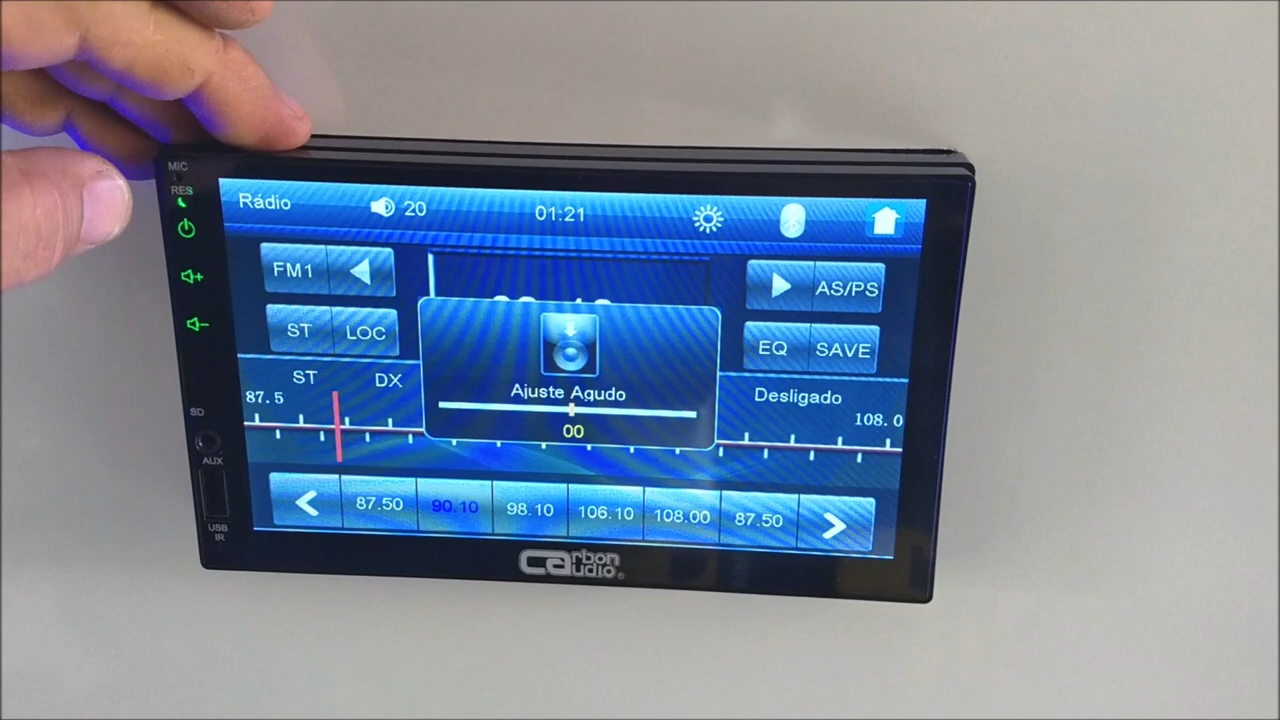 MIC
RES
Rádio
20
01:21
FM1
AS/PS
ST
LOC
EQ
SAVE
Ajuste Agudo
00
ST
DX
Desligado
87.5
108.0
SD
AUX
USB
IR
87.50
90.10
98.10
106.10
108.00
87.50
Carbon
Audio®